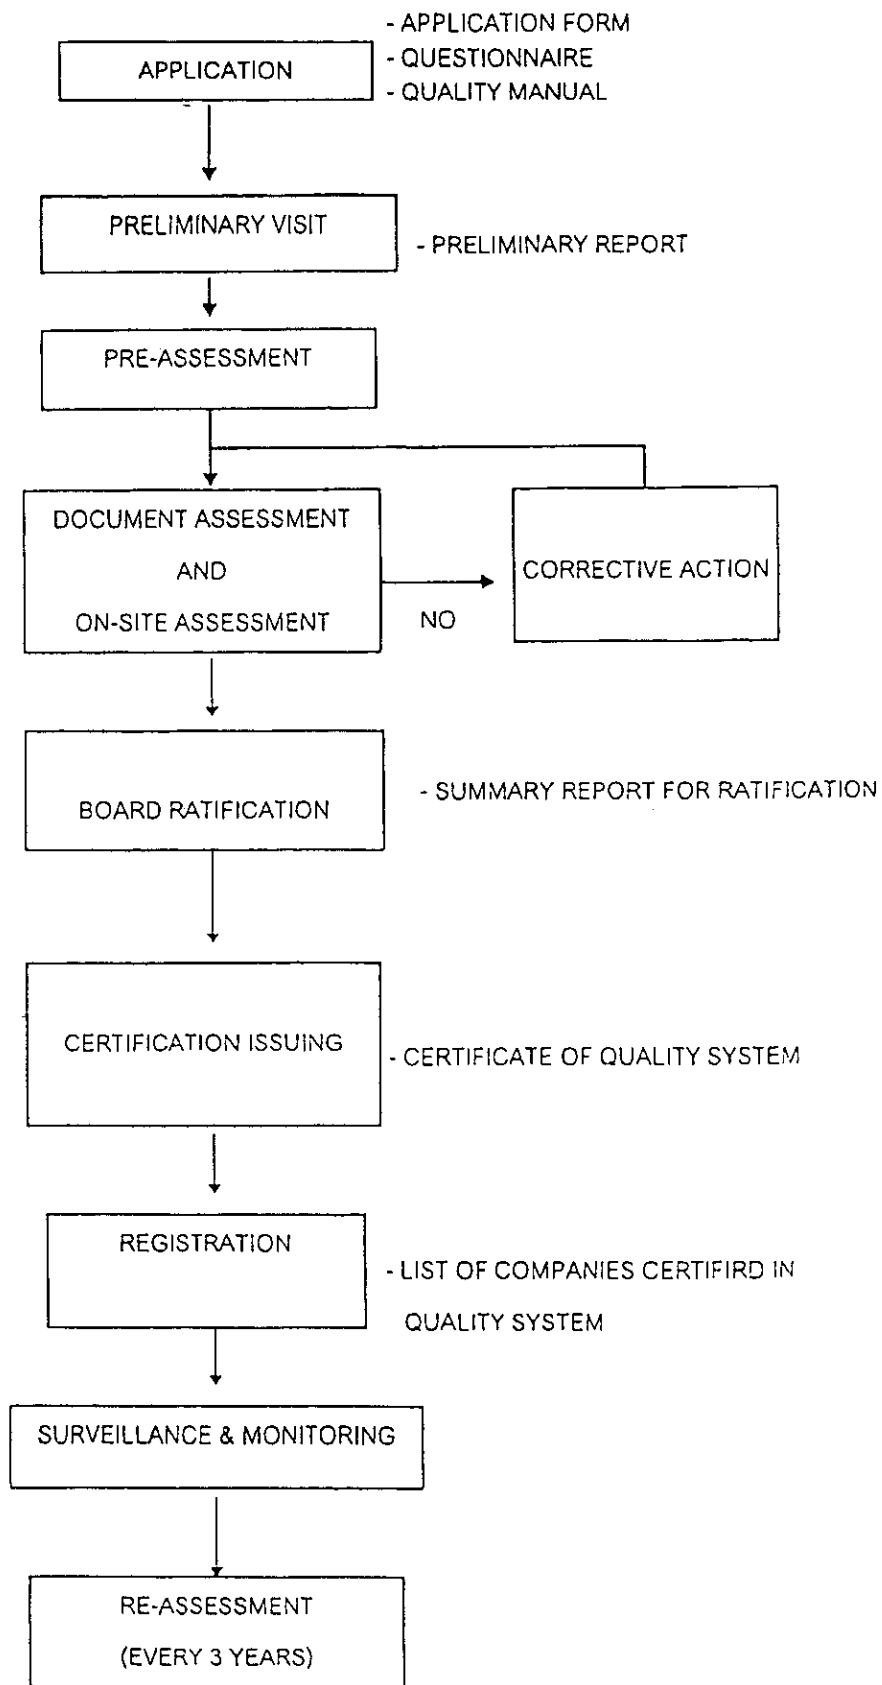 - APPLICATION FORM
APPLICATION
- QUESTIONNAIRE
- QUALITY MANUAL
PRELIMINARY VISIT
- PRELIMINARY REPORT
PRE-ASSESSMENT
DOCUMENT ASSESSMENT
AND
ON-SITE ASSESSMENT
NO
CORRECTIVE ACTION
BOARD RATIFICATION
- SUMMARY REPORT FOR RATIFICATION
CERTIFICATION ISSUING
- CERTIFICATE OF QUALITY SYSTEM
REGISTRATION
- LIST OF COMPANIES CERTIFIRD IN
QUALITY SYSTEM
SURVEILLANCE & MONITORING
RE-ASSESSMENT
(EVERY 3 YEARS)